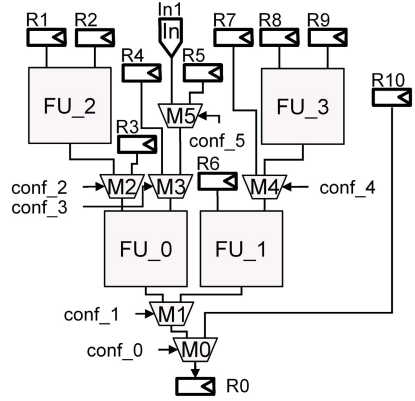 In1
R1 R2 In R7 R8 R9
R4 R5
R10
FU_2 FU_3
M5
R3 conf_5
R6
conf_2 M2 M3 M4 conf_4
conf_3
FU_0 FU_1
conf_1 M1
conf_0 M0
R0